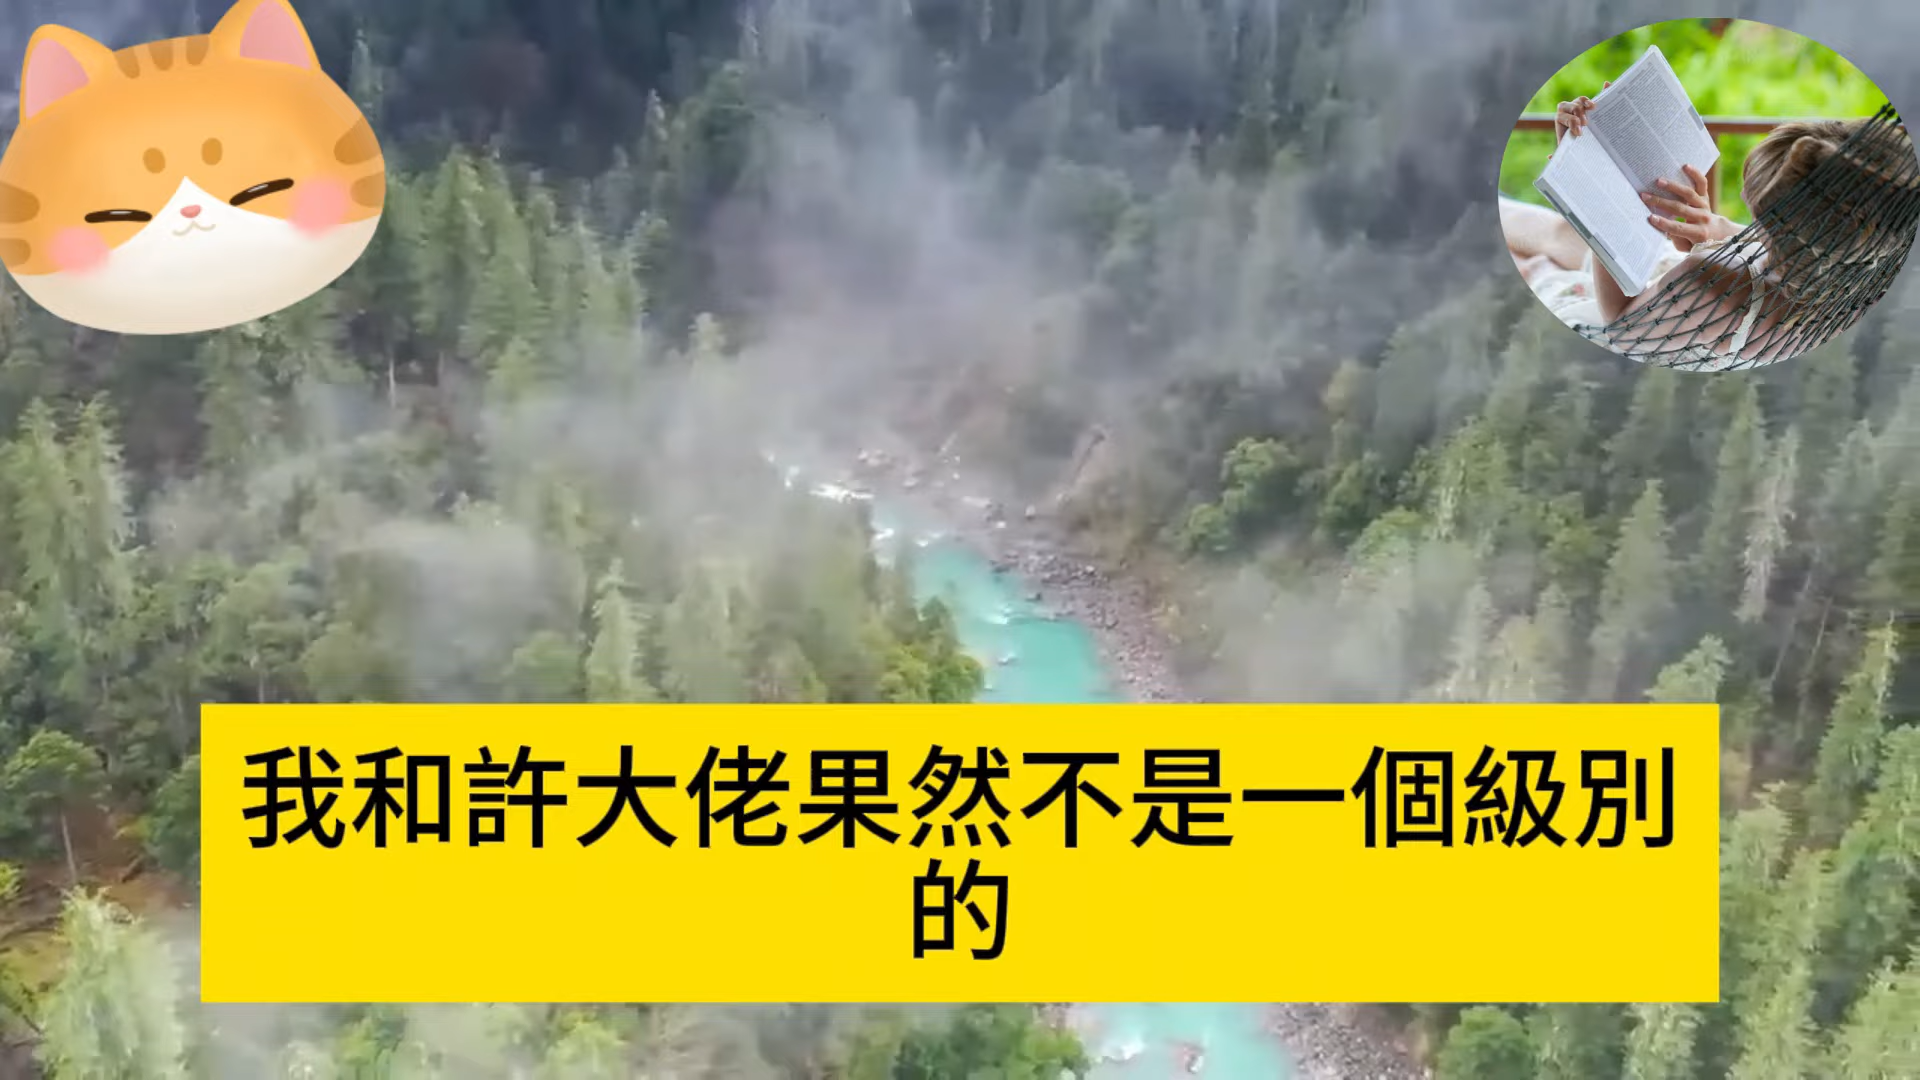 我和許大佬果然不是一個級別
的